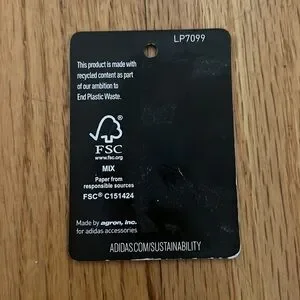 LP7099
This product is made with
recycled content as part
of our ambition to
End Plastic Waste.
FSC
www.fsc.org
MIX
Paper from
responsible sources
FSC® C151424
Made by agron, inc.
for adidas accessories
ADIDAS.COM/SUSTAINABILITY